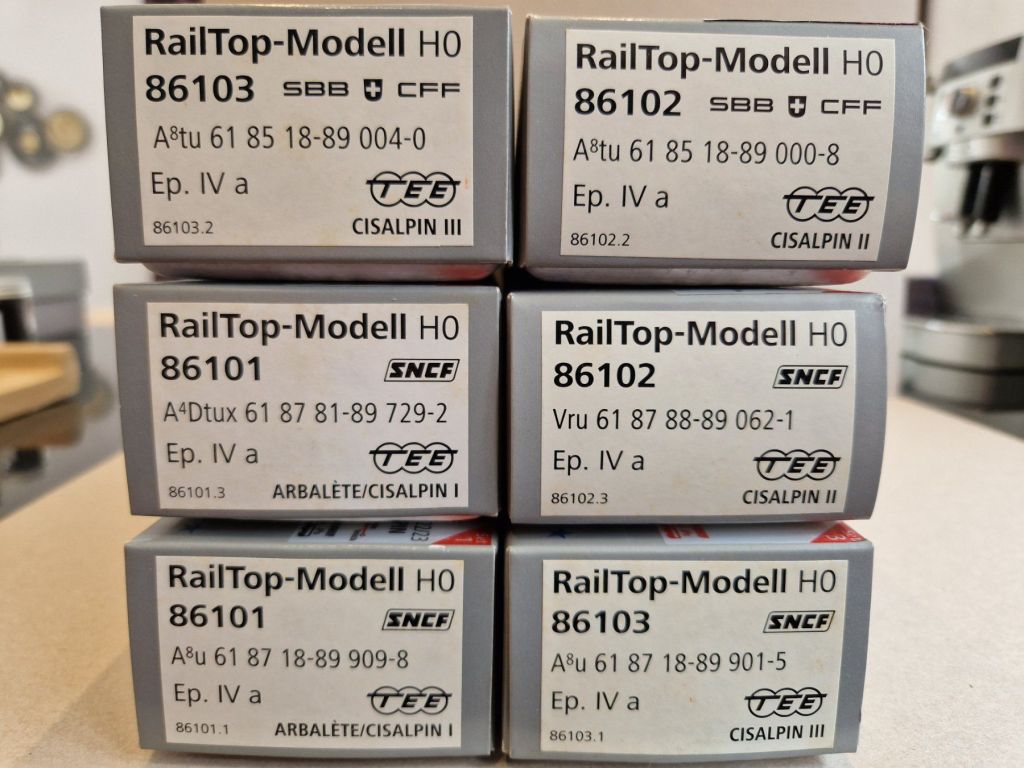 RailTop-Modell H0
86103 SBB CFF
A⁸tu 61 85 18-89 004-0
Ep. IV a TEE
86103.2 CISALPIN III
RailTop-Modell H0
86102 SBB CFF
A⁸tu 61 85 18-89 000-8
Ep. IV a TEE
86102.2 CISALPIN II
RailTop-Modell H0
86101 SNCF
A⁴Dtux 61 87 81-89 729-2
Ep. IV a TEE
86101.3 ARBALÈTE/CISALPIN I
RailTop-Modell H0
86102 SNCF
Vru 61 87 88-89 062-1
Ep. IV a TEE
86102.3 CISALPIN II
RailTop-Modell H0
86101 SNCF
A⁸u 61 87 18-89 909-8
Ep. IV a TEE
86101.1 ARBALÈTE/CISALPIN I
RailTop-Modell H0
86103 SNCF
A⁸u 61 87 18-89 901-5
Ep. IV a TEE
86103.1 CISALPIN III